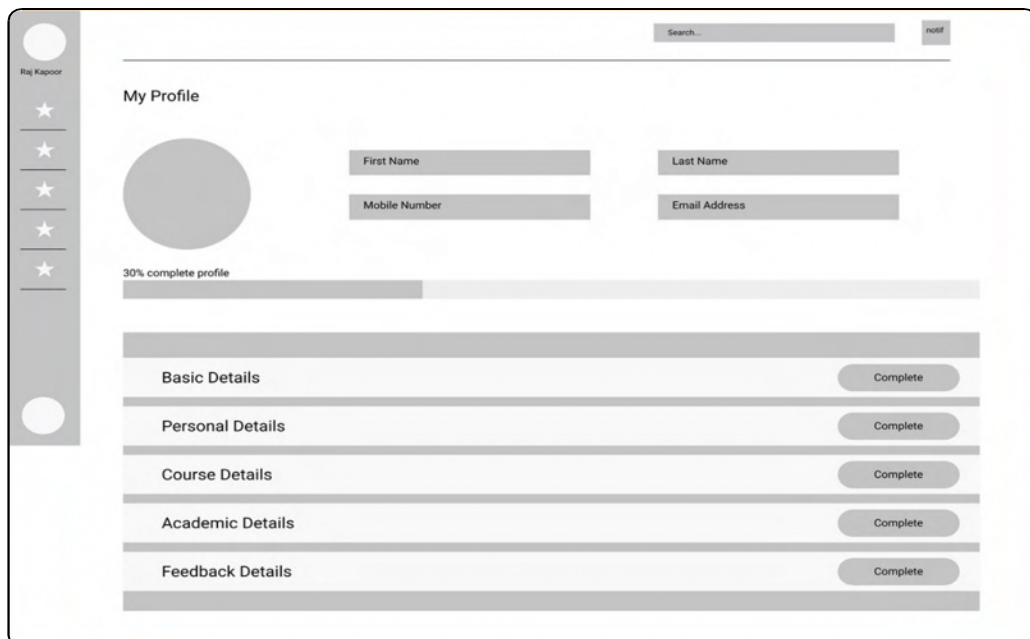 Search...
notif
Raj Kapoor
My Profile
First Name
Last Name
Mobile Number
Email Address
30% complete profile
Basic Details
Complete
Personal Details
Complete
Course Details
Complete
Academic Details
Complete
Feedback Details
Complete